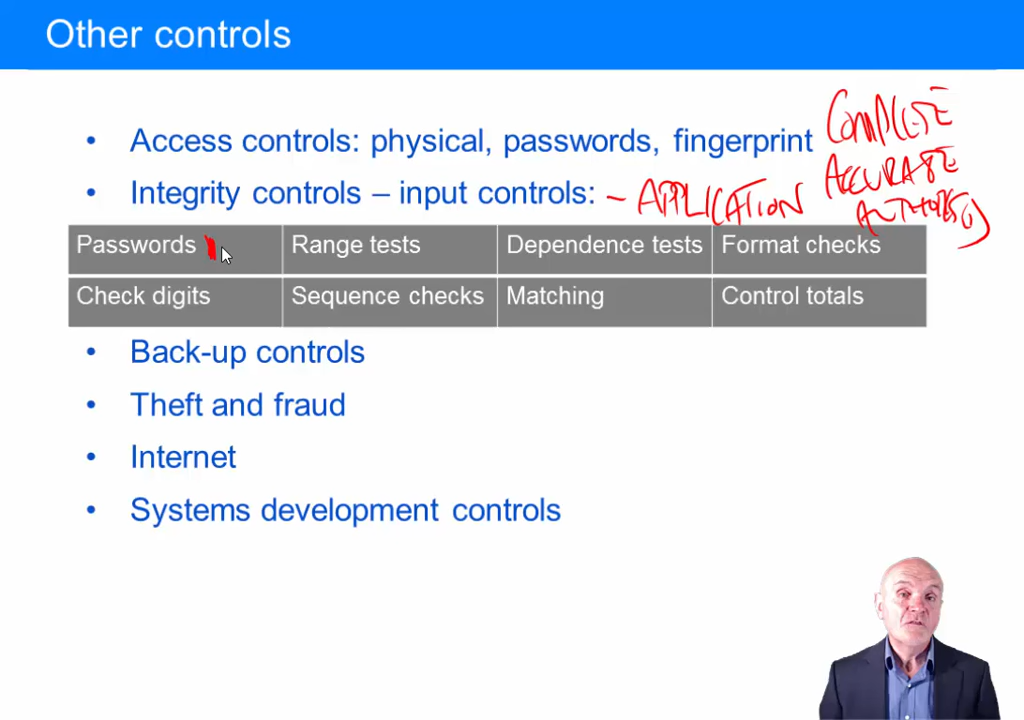 Other controls
• Access controls: physical, passwords, fingerprint
COMPLETE
• Integrity controls – input controls: – APPLICATION
ACCURATE
Passwords Range tests Dependence tests Format checks
Check digits Sequence checks Matching Control totals
• Back-up controls
• Theft and fraud
• Internet
• Systems development controls